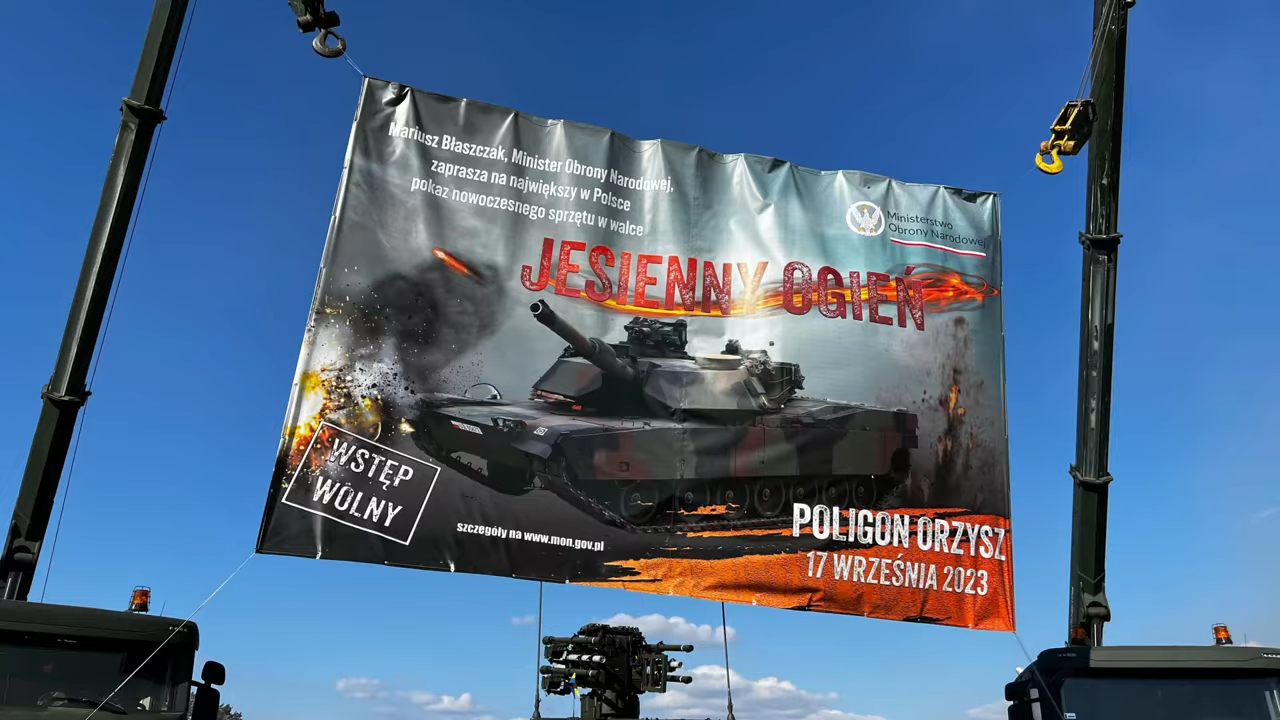 Mariusz Błaszczak, Minister Obrony Narodowej,
zaprasza na największy w Polsce
pokaz nowoczesnego sprzętu w walce
Ministerstwo
Obrony Narodowej
JESIENNY OGIEŃ
WSTĘP
WOLNY
szczegóły na www.mon.gov.pl
POLIGON ORZYSZ
17 WRZEŚNIA 2023